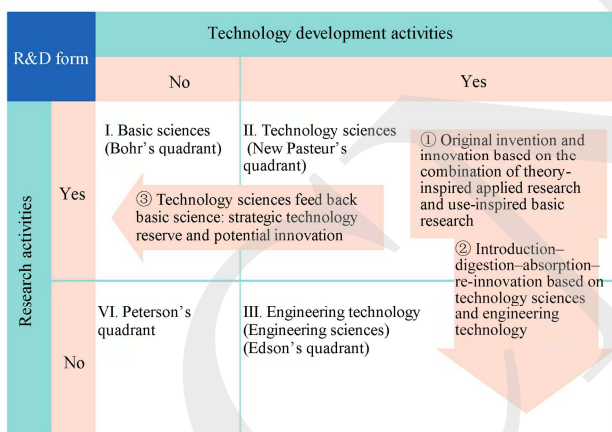 R&D form
Technology development activities
No
Yes
Research activities
Yes
I. Basic sciences
(Bohr's quadrant)
II. Technology sciences
(New Pasteur's
quadrant)
① Original invention and
innovation based on the
combination of theory-
inspired applied research
and use-inspired basic
research
③ Technology sciences feed back
basic science: strategic technology
reserve and potential innovation
② Introduction–
digestion–absorption–
re-innovation based on
technology sciences
and engineering
technology
No
VI. Peterson's
quadrant
III. Engineering technology
(Engineering sciences)
(Edson's quadrant)